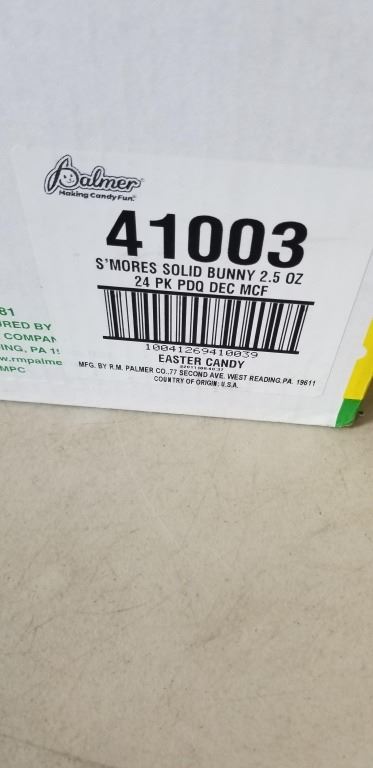 Palmer
Making Candy Fun.
41003
S'MORES SOLID BUNNY 2.5 OZ
24 PK PDQ DEC MCF
10041269410039
EASTER CANDY
MFG. BY R.M. PALMER CO.,77 SECOND AVE. WEST READING,PA. 19611
COUNTRY OF ORIGIN: U.S.A.
81
RED BY
COMPAN
ING, PA 1
w.rmpalme
MPC